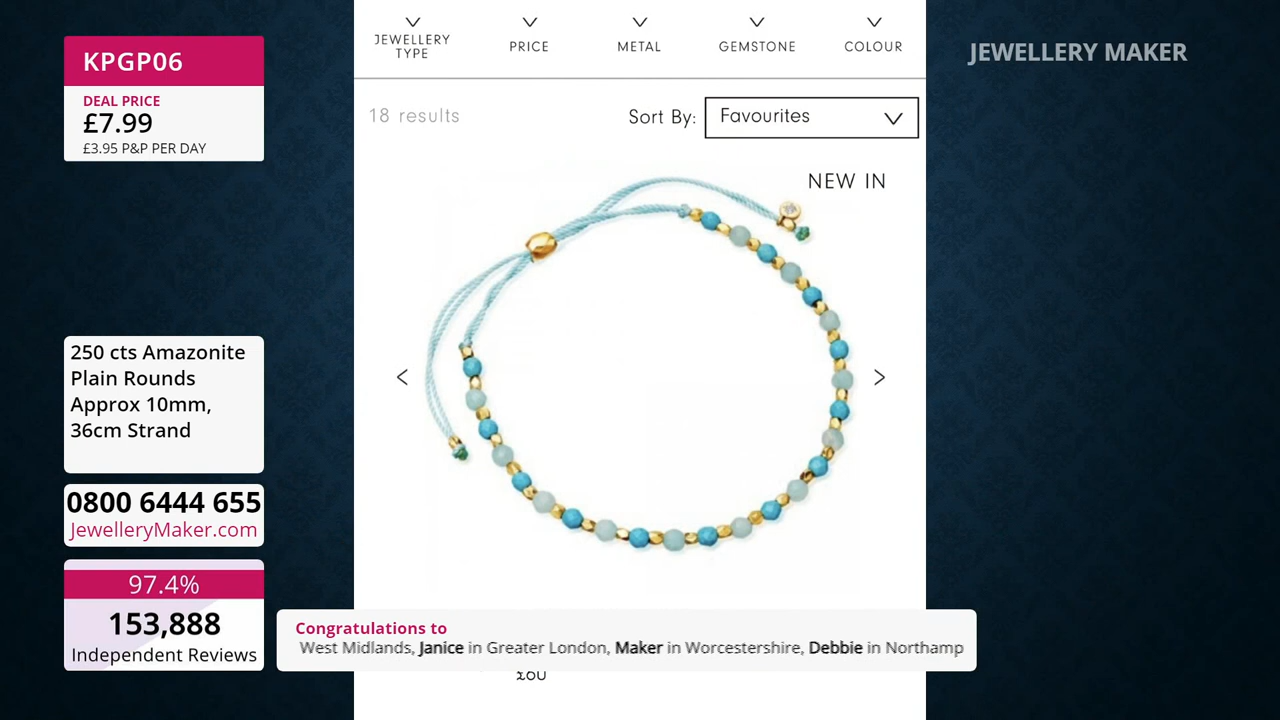 KPGP06
DEAL PRICE
£7.99
£3.95 P&P PER DAY
250 cts Amazonite
Plain Rounds
Approx 10mm,
36cm Strand
0800 6444 655
JewelleryMaker.com
97.4%
153,888
Independent Reviews
JEWELLERY
TYPE
PRICE
METAL
GEMSTONE
COLOUR
18 results
Sort By:
Favourites
NEW IN
Congratulations to
West Midlands, Janice in Greater London, Maker in Worcestershire, Debbie in Northamp
£60
JEWELLERY MAKER